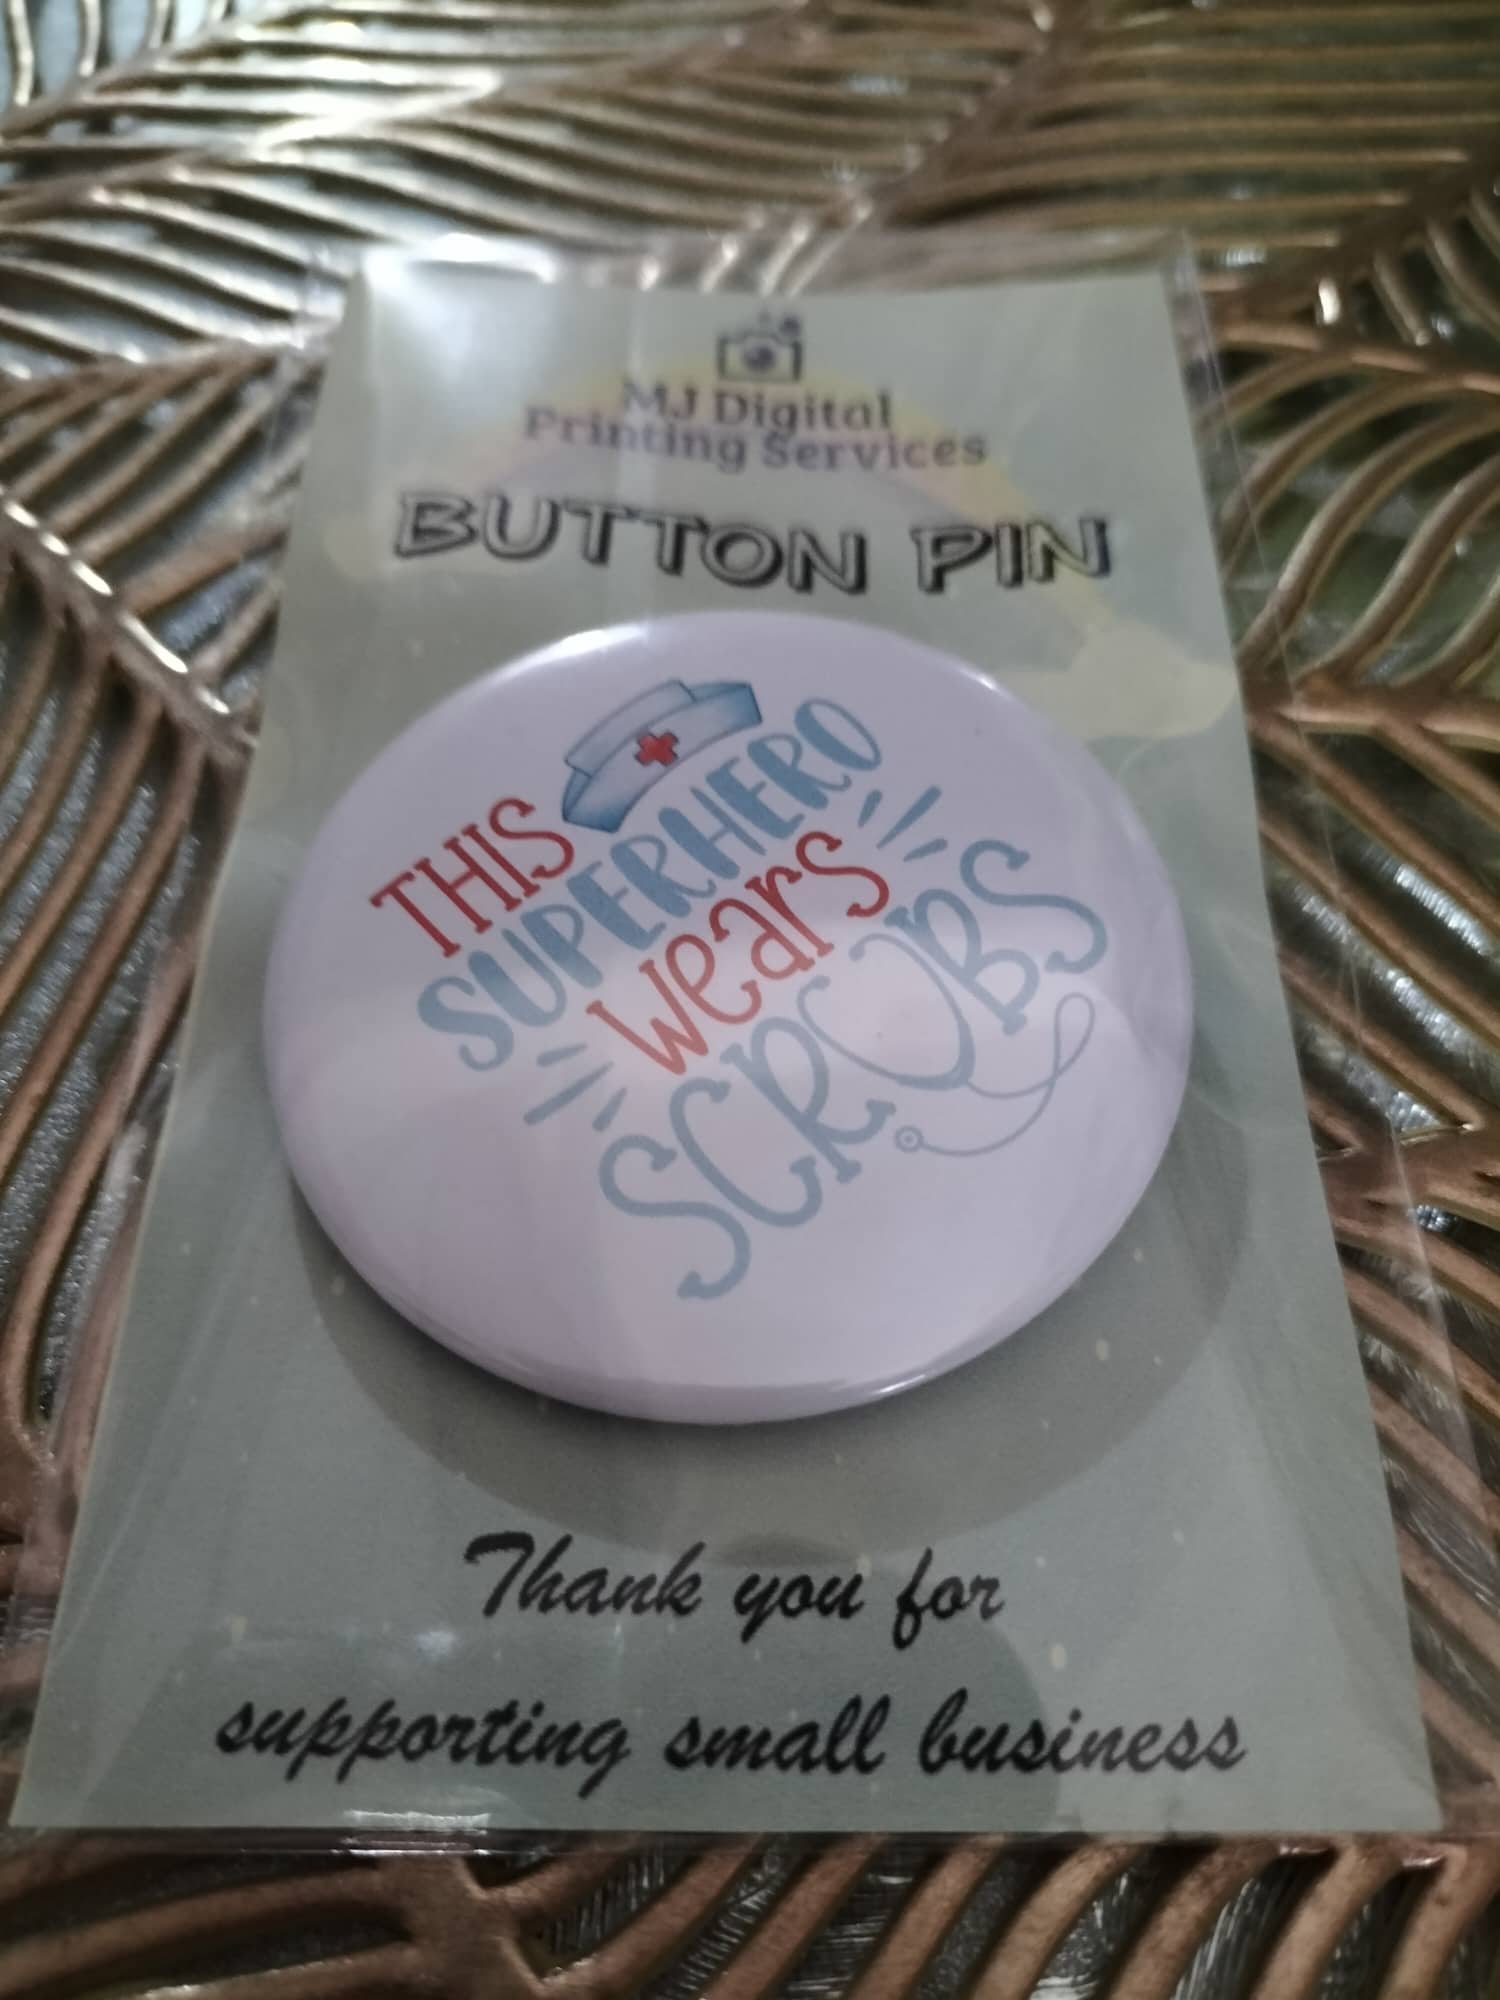 MJ Digital
Printing Services
BUTTON PIN
THIS
SUPERHERO
wears
SCRUBS
Thank you for
supporting small business